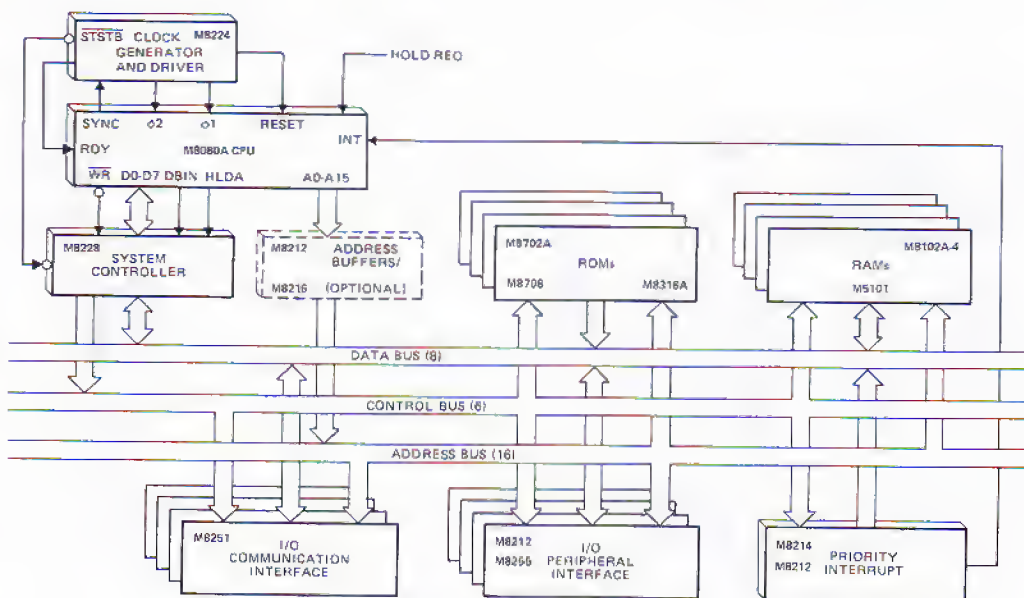 STSTB CLOCK M8224
GENERATOR
AND DRIVER
HOLD REQ
SYNC φ2 φ1 RESET
INT
RDY M8080A CPU
WR D0-D7 DBIN HLDA A0-A15
M8228
SYSTEM
CONTROLLER
M8212 ADDRESS
BUFFERS/
M8216 (OPTIONAL)
M8702A
ROMs
M8708 M8316A
M8102A-4
RAMs
M5101
DATA BUS (8)
CONTROL BUS (6)
ADDRESS BUS (16)
M8251
I/O
COMMUNICATION
INTERFACE
M8212 I/O
M8255 PERIPHERAL
INTERFACE
M8214 PRIORITY
M8212 INTERRUPT